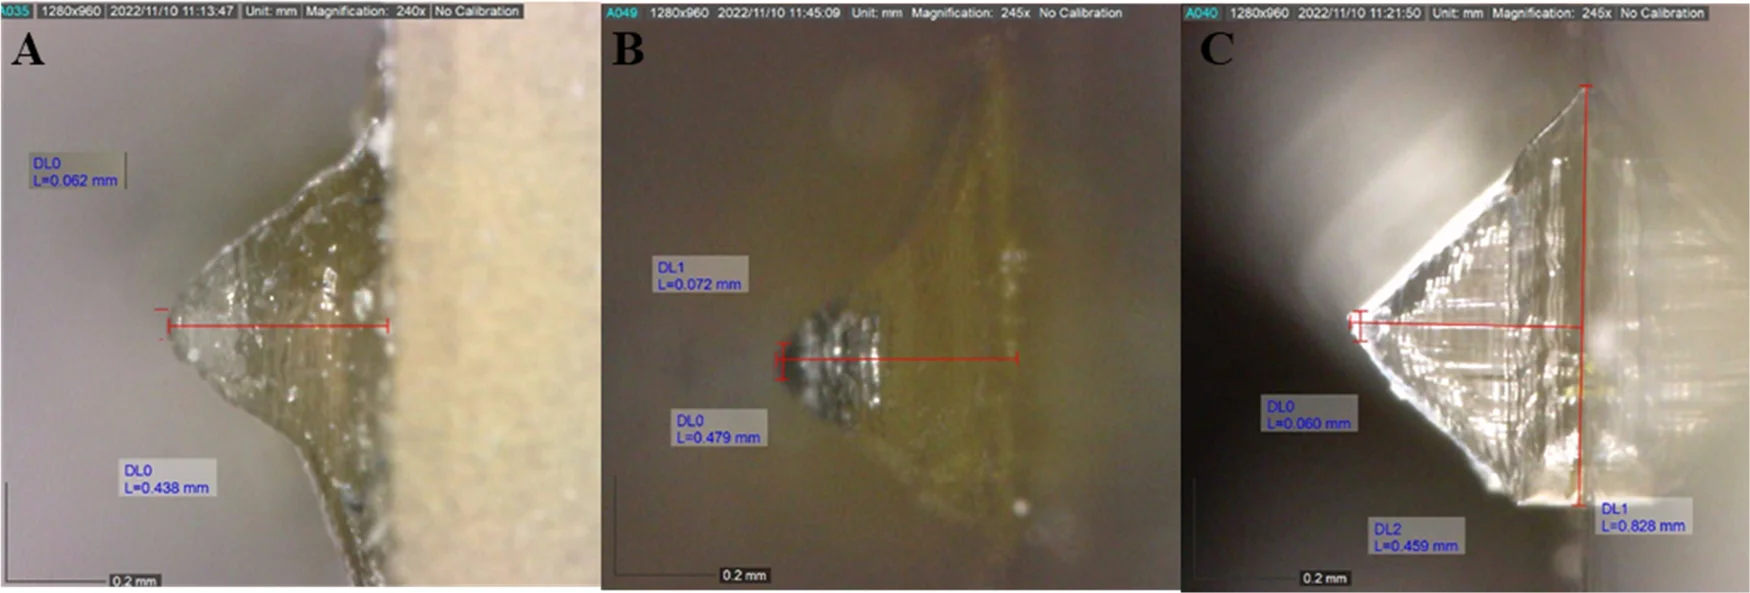 A035 1280x960 2022/11/10 11:13:47 Unit: mm Magnification: 240x No Calibration
A
DL0
L=0.062 mm
DL0
L=0.438 mm
0.2 mm
A049 1280x960 2022/11/10 11:45:09 Unit: mm Magnification: 245x No Calibration
B
DL1
L=0.072 mm
DL0
L=0.479 mm
0.2 mm
A040 1280x960 2022/11/10 11:21:50 Unit: mm Magnification: 245x No Calibration
C
DL0
L=0.060 mm
DL2
L=0.459 mm
DL1
L=0.828 mm
0.2 mm